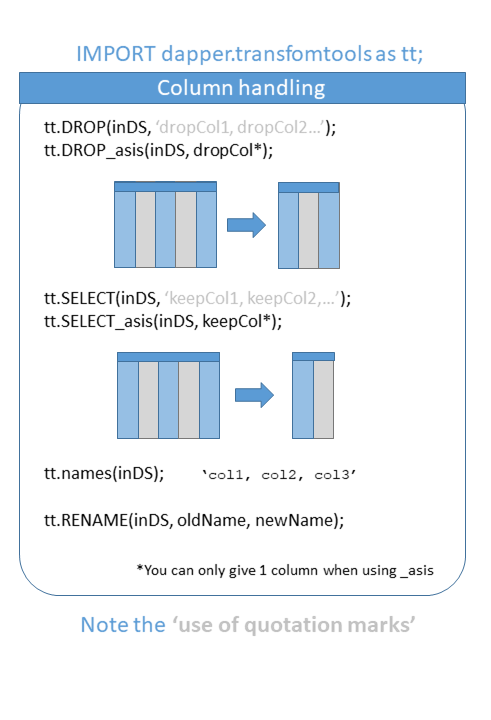 IMPORT dapper.transfomtools as tt;
Column handling
tt.DROP(inDS, ‘dropCol1, dropCol2…’);
tt.DROP_asis(inDS, dropCol*);
tt.SELECT(inDS, ‘keepCol1, keepCol2,…’);
tt.SELECT_asis(inDS, keepCol*);
tt.names(inDS); ‘col1, col2, col3’
tt.RENAME(inDS, oldName, newName);
*You can only give 1 column when using _asis
Note the ‘use of quotation marks’